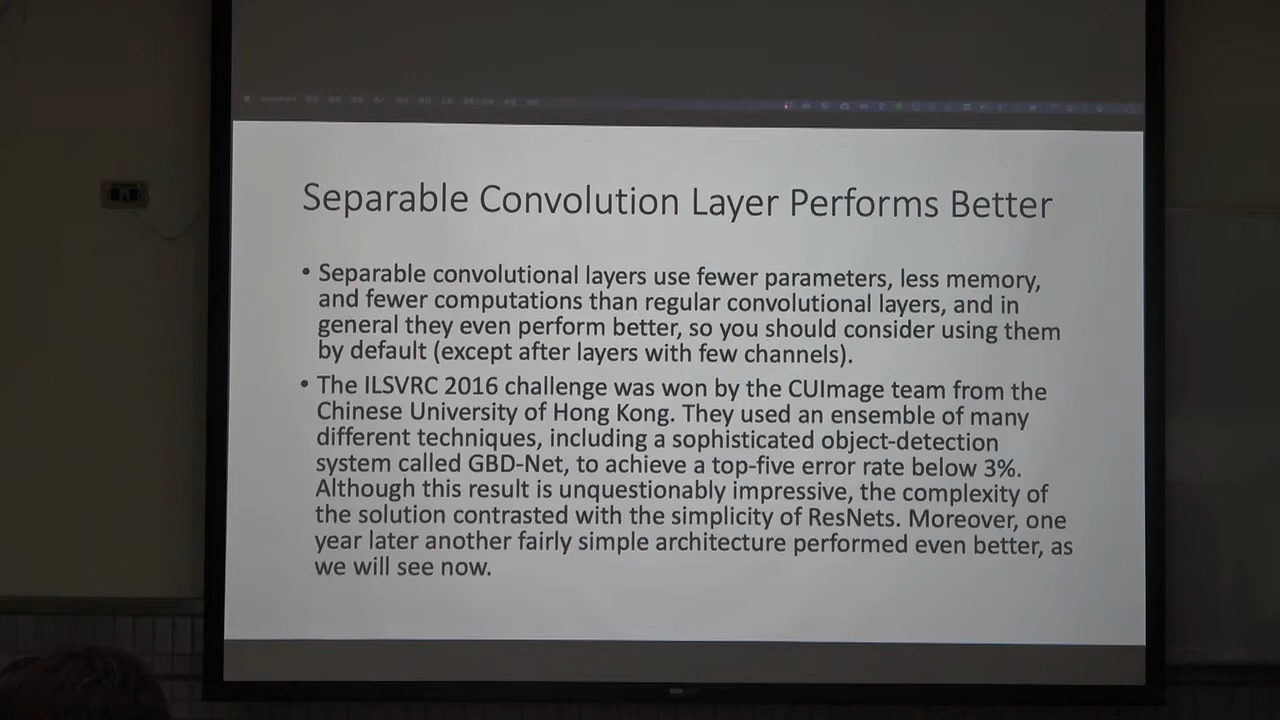 Separable Convolution Layer Performs Better
• Separable convolutional layers use fewer parameters, less memory,
and fewer computations than regular convolutional layers, and in
general they even perform better, so you should consider using them
by default (except after layers with few channels).
• The ILSVRC 2016 challenge was won by the CUImage team from the
Chinese University of Hong Kong. They used an ensemble of many
different techniques, including a sophisticated object-detection
system called GBD-Net, to achieve a top-five error rate below 3%.
Although this result is unquestionably impressive, the complexity of
the solution contrasted with the simplicity of ResNets. Moreover, one
year later another fairly simple architecture performed even better, as
we will see now.